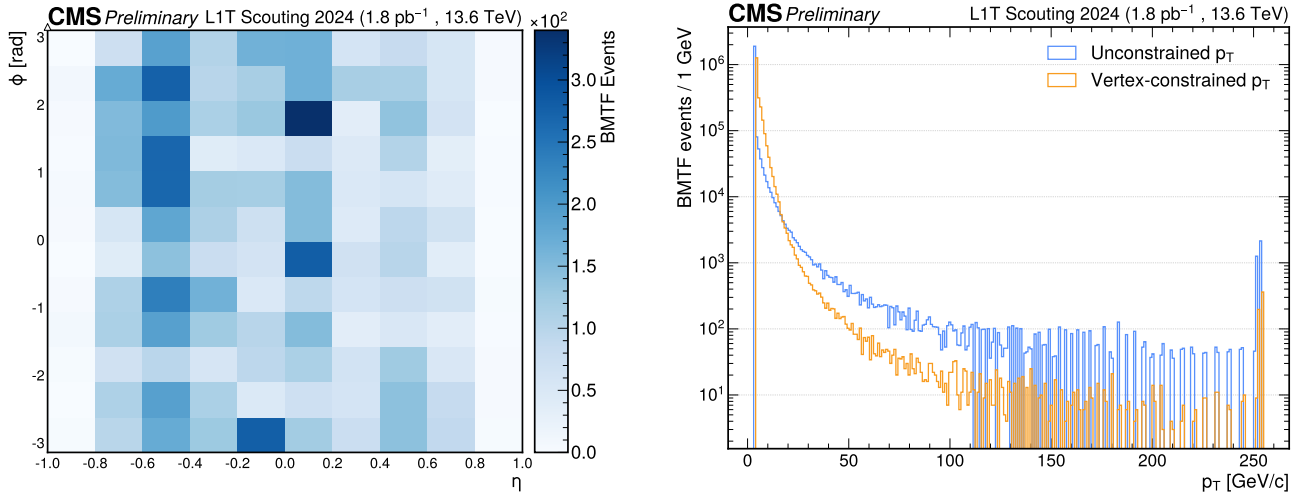 CMS Preliminary L1T Scouting 2024 (1.8 pb⁻¹ , 13.6 TeV)
×10²
ϕ [rad]
3
2
1
0
-1
-2
-3
-1.0 -0.8 -0.6 -0.4 -0.2 0.0 0.2 0.4 0.6 0.8 1.0
η
3.0
2.5
2.0
1.5
1.0
0.5
0.0
BMTF Events
CMS Preliminary L1T Scouting 2024 (1.8 pb⁻¹ , 13.6 TeV)
BMTF events / 1 GeV
10⁶
10⁵
10⁴
10³
10²
10¹
Unconstrained p_T
Vertex-constrained p_T
0 50 100 150 200 250
p_T [GeV/c]